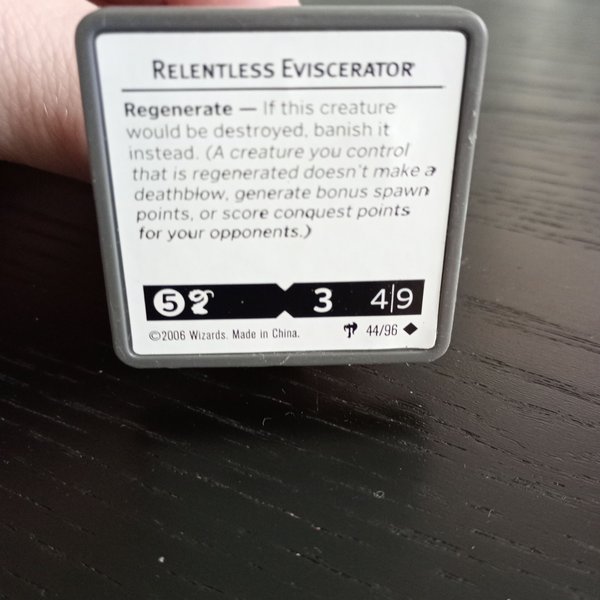 RELENTLESS EVISCERATOR
Regenerate — If this creature
would be destroyed, banish it
instead. (A creature you control
that is regenerated doesn't make a
deathblow, generate bonus spawn
points, or score conquest points
for your opponents.)
5 3 4|9
©2006 Wizards. Made in China. 44/96